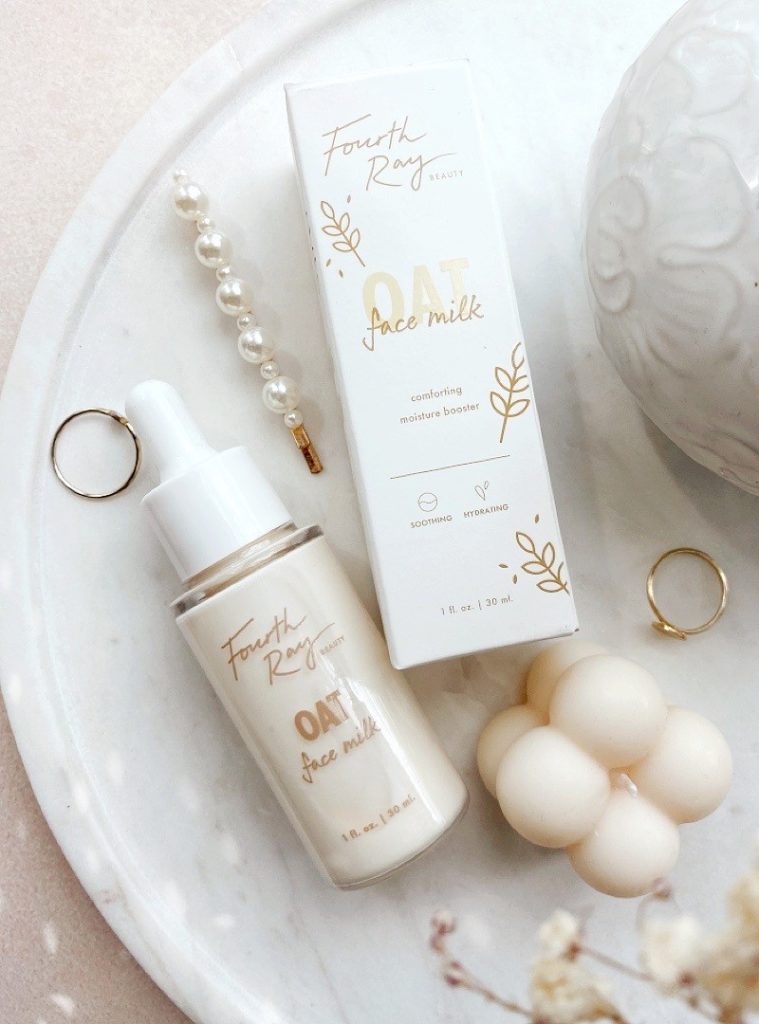 Fourth
Ray BEAUTY
OAT
face milk
comforting
moisture booster
SOOTHING HYDRATING
1 fl. oz. | 30 ml.
Fourth
Ray BEAUTY
OAT
face milk
1 fl. oz. | 30 ml.